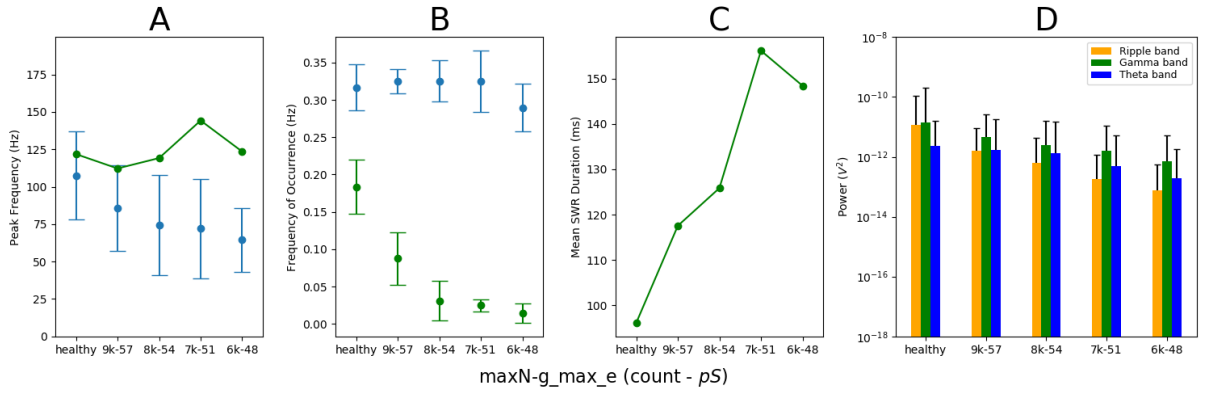 A
Peak Frequency (Hz)
175
150
125
100
75
50
25
0
healthy 9k-57 8k-54 7k-51 6k-48
B
Frequency of Occurrence (Hz)
0.35
0.30
0.25
0.20
0.15
0.10
0.05
0.00
healthy 9k-57 8k-54 7k-51 6k-48
C
Mean SWR Duration (ms)
150
140
130
120
110
100
healthy 9k-57 8k-54 7k-51 6k-48
D
Power (V²)
10⁻⁸
10⁻¹⁰
10⁻¹²
10⁻¹⁴
10⁻¹⁶
10⁻¹⁸
Ripple band
Gamma band
Theta band
healthy 9k-57 8k-54 7k-51 6k-48
maxN-g_max_e (count - pS)